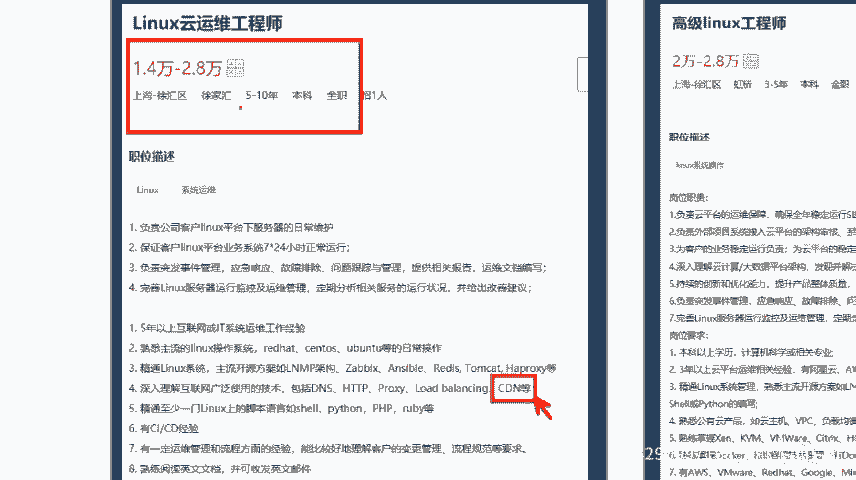 Linux云运维工程师
1.4万-2.8万
上海-徐汇区 徐家汇 5-10年 本科 全职 招1人
职位描述
Linux 系统运维
1. 负责公司客户linux平台下服务器的日常维护
2. 保证客户linux平台业务系统7*24小时正常运行；
3. 负责突发事件管理，应急响应、故障排除、问题跟踪与管理，提供相关报告，运维文档编写；
4. 完善Linux服务器运行监控及运维管理，定期分析相关服务的运行状况，并给出改善建议；
1. 5年以上互联网或IT系统运维工作经验
2. 熟悉主流的linux操作系统，redhat、centos、ubuntu等的日常操作
3. 精通Linux系统，主流开源方案如LNMP架构、Zabbix、Ansible、Redis, Tomcat, Haproxy等
4. 深入理解互联网广泛使用的技术，包括DNS、HTTP、Proxy、Load balancing、CDN等
5. 精通至少一门Linux上的脚本语言如shell，python，PHP，ruby等
6. 有CI/CD经验
7. 有一定运维管理和流程方面的经验，能比较好地理解客户的变更管理、流程规范等要求。
8. 熟练阅读英文文档，并可收发英文邮件
高级linux工程师
2万-2.8万
上海-徐汇区 虹桥 3-5年 本科 全职
职位描述
linux系统操作
岗位职责:
1.负责云平台的运维保障，确保全年稳定运行
2.负责外部项目系统接入云平台的架构审核、
3.为客户的业务稳定运行负责；为云平台的稳定
4.深入理解云计算/大数据平台架构，发现并解决
5.持续的创新和优化能力，提升产品整体质量，
6.负责突发事件管理、应急响应、故障排除、
7.完善Linux服务器运行监控及运维管理，定期
岗位要求:
1. 本科以上学历，计算机科学或相关专业;
2. 3年以上云平台运维相关经验，有阿里云、
3. 精通Linux系统管理，熟悉主流开源方案如
Shell或Python的编写;
4. 熟悉公有云产品，如云主机、VPC、负载均衡
5. 熟练掌握Xen、KVM、VMWare、Citrix、
7. 有AWS、VMware、Redhat、Google、